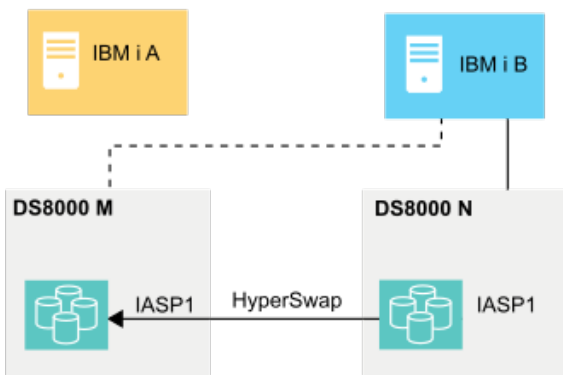 IBM i A
IBM i B
DS8000 M
DS8000 N
IASP1
HyperSwap
IASP1